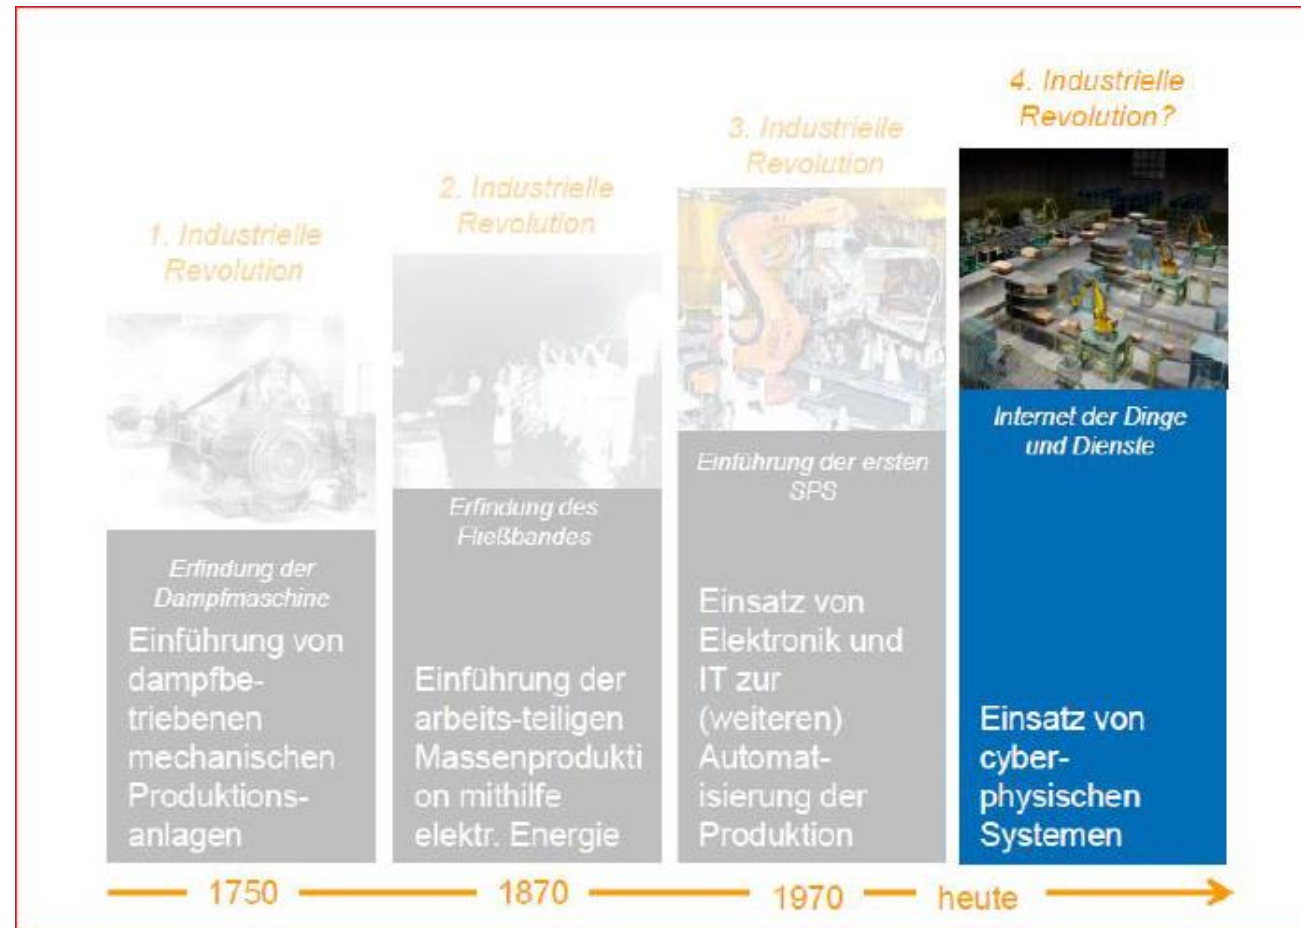 1. Industrielle
Revolution
Erfindung der
Dampfmaschine
Einführung von
dampfbe-
triebenen
mechanischen
Produktions-
anlagen
2. Industrielle
Revolution
Erfindung des
Fließbandes
Einführung der
arbeits-teiligen
Massenprodukti
on mithilfe
elektr. Energie
3. Industrielle
Revolution
Einführung der ersten
SPS
Einsatz von
Elektronik und
IT zur
(weiteren)
Automat-
isierung der
Produktion
4. Industrielle
Revolution?
Internet der Dinge
und Dienste
Einsatz von
cyber-
physischen
Systemen
1750 1870 1970 heute